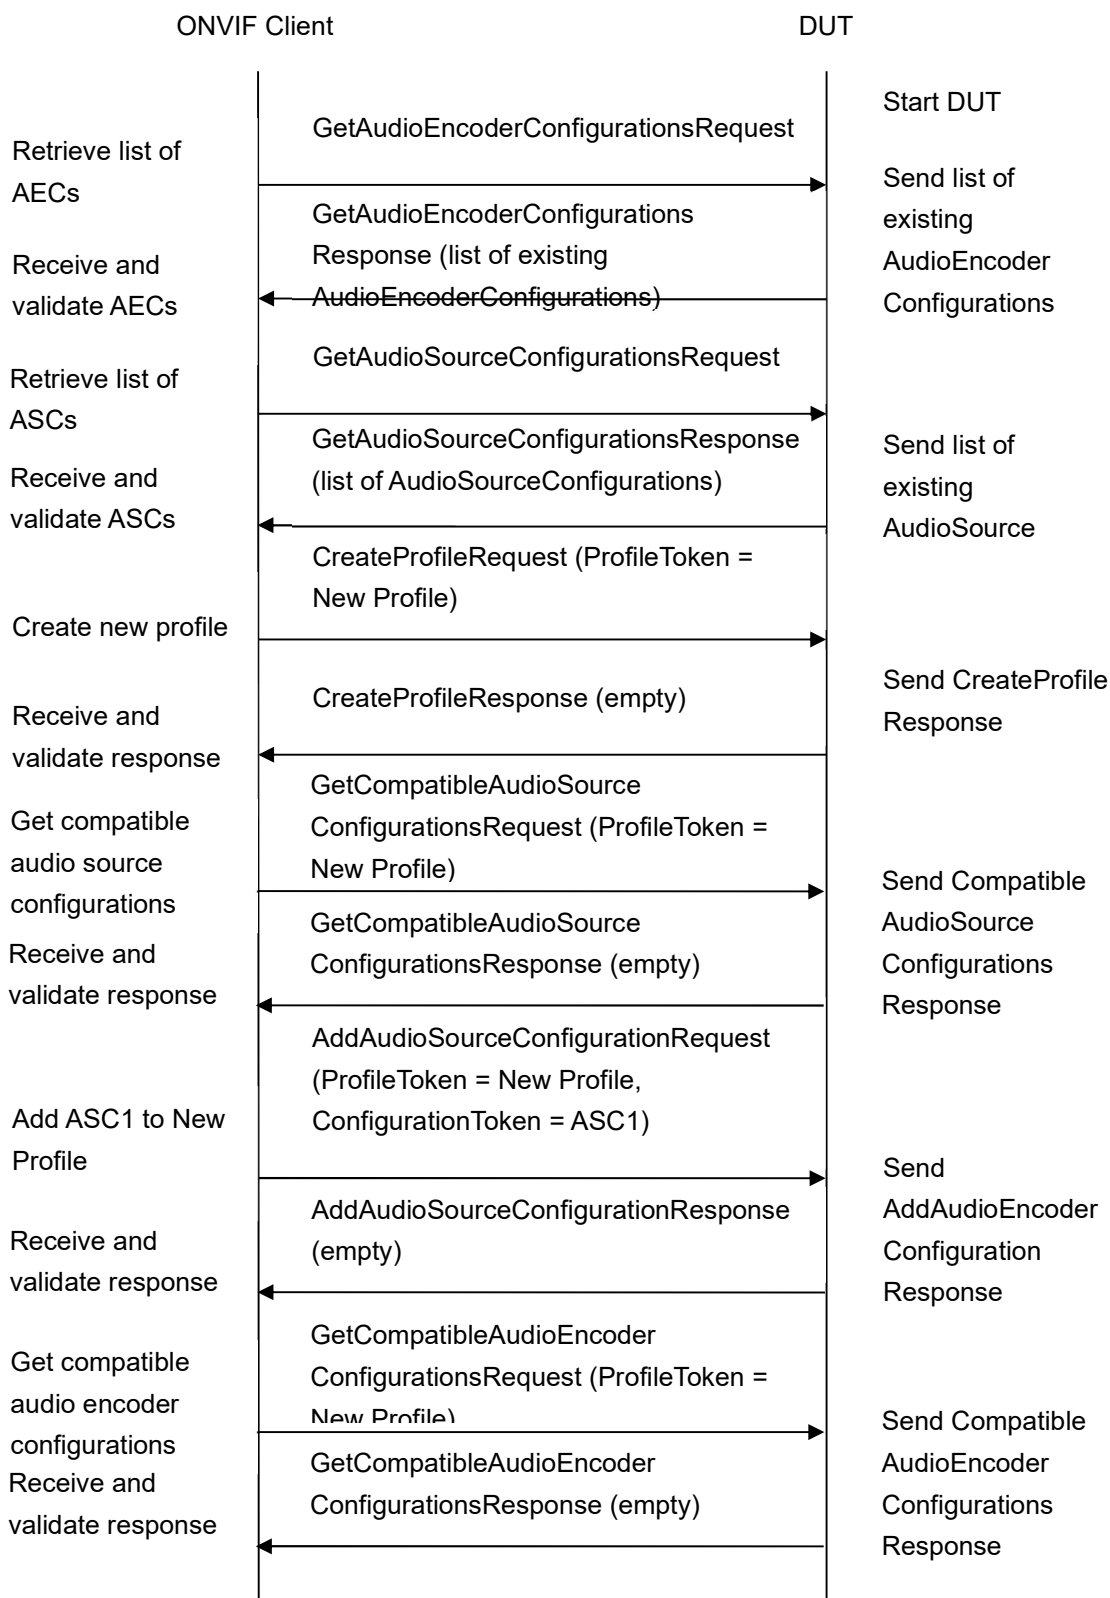 ONVIF Client
DUT
Start DUT
GetAudioEncoderConfigurationsRequest
Retrieve list of
AECs
Send list of
existing
AudioEncoder
Configurations
GetAudioEncoderConfigurations
Response (list of existing
AudioEncoderConfigurations)
Receive and
validate AECs
GetAudioSourceConfigurationsRequest
Retrieve list of
ASCs
GetAudioSourceConfigurationsResponse
(list of AudioSourceConfigurations)
Send list of
existing
AudioSource
Receive and
validate ASCs
CreateProfileRequest (ProfileToken =
New Profile)
Create new profile
Send CreateProfile
Response
CreateProfileResponse (empty)
Receive and
validate response
GetCompatibleAudioSource
ConfigurationsRequest (ProfileToken =
New Profile)
Get compatible
audio source
configurations
Send Compatible
AudioSource
Configurations
Response
GetCompatibleAudioSource
ConfigurationsResponse (empty)
Receive and
validate response
AddAudioSourceConfigurationRequest
(ProfileToken = New Profile,
ConfigurationToken = ASC1)
Add ASC1 to New
Profile
Send
AddAudioEncoder
Configuration
Response
AddAudioSourceConfigurationResponse
(empty)
Receive and
validate response
GetCompatibleAudioEncoder
ConfigurationsRequest (ProfileToken =
New Profile)
Get compatible
audio encoder
configurations
Send Compatible
AudioEncoder
Configurations
Response
GetCompatibleAudioEncoder
ConfigurationsResponse (empty)
Receive and
validate response